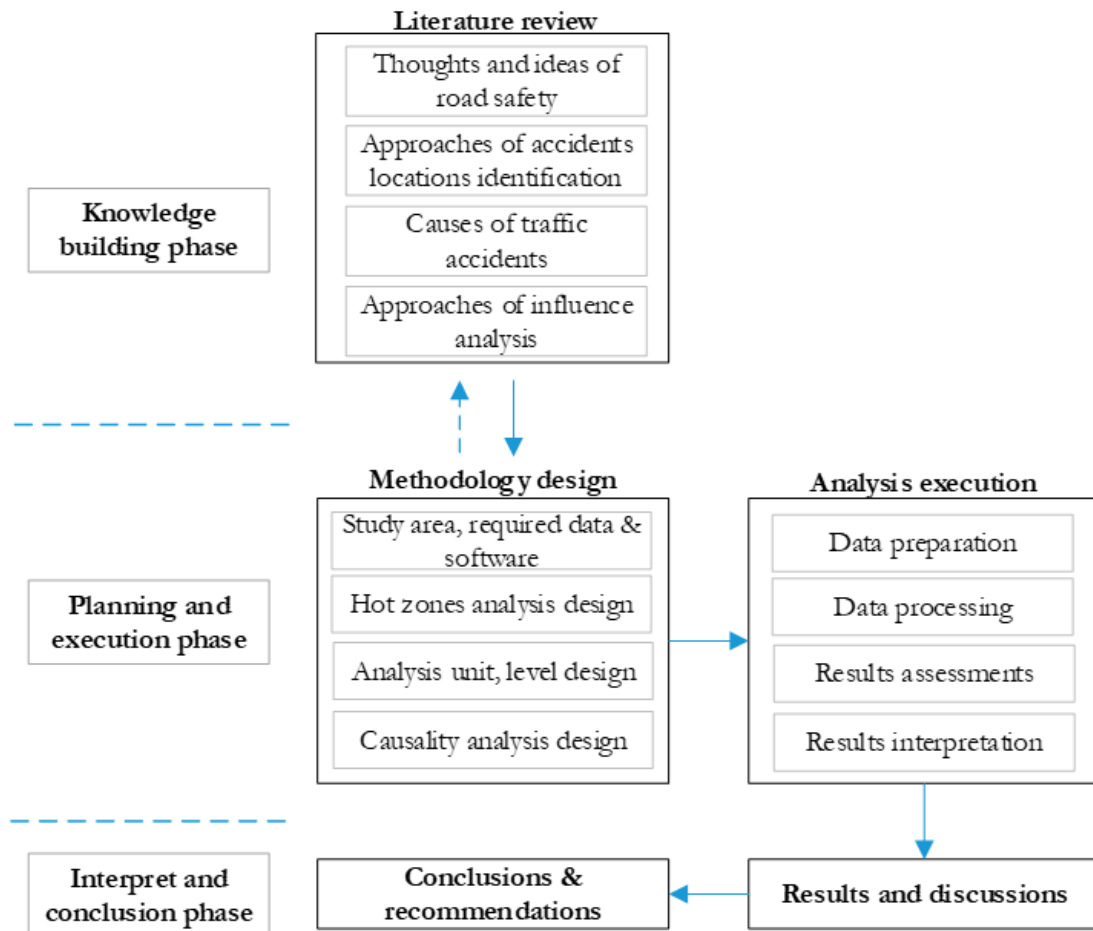 Literature review
Thoughts and ideas of
road safety
Approaches of accidents
locations identification
Causes of traffic
accidents
Approaches of influence
analysis
Knowledge
building phase
Methodology design
Study area, required data &
software
Hot zones analysis design
Analysis unit, level design
Causality analysis design
Analysis execution
Data preparation
Data processing
Results assessments
Results interpretation
Planning and
execution phase
Interpret and
conclusion phase
Conclusions &
recommendations
Results and discussions